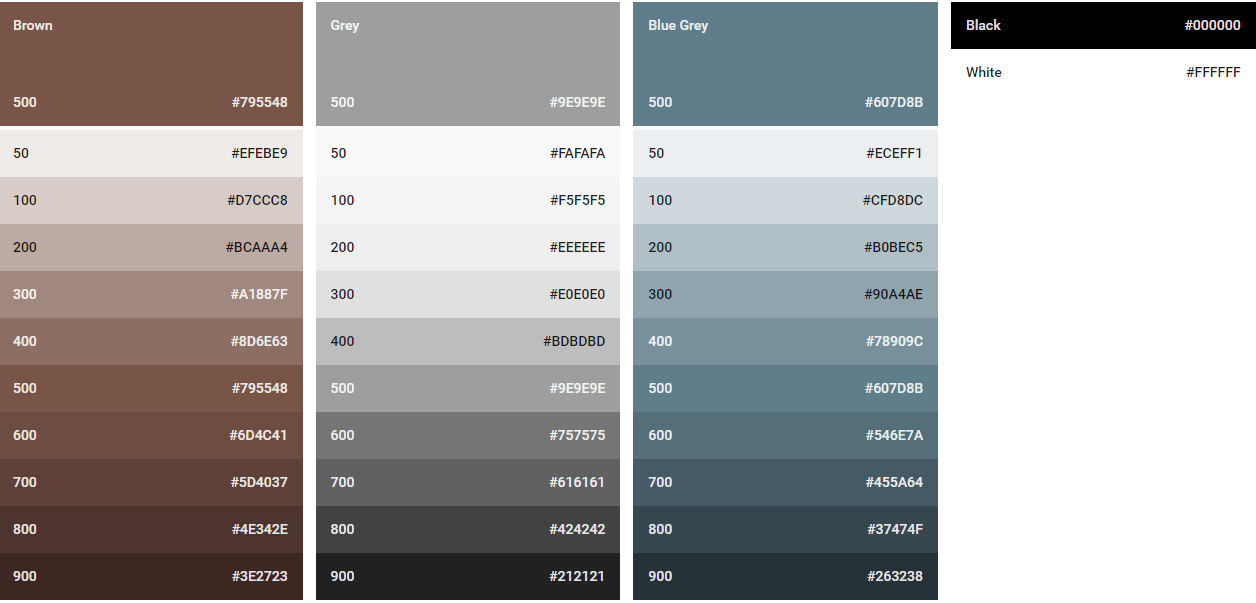 Brown
500 #795548
50 #EFEBE9
100 #D7CCC8
200 #BCAAA4
300 #A1887F
400 #8D6E63
500 #795548
600 #6D4C41
700 #5D4037
800 #4E342E
900 #3E2723
Grey
500 #9E9E9E
50 #FAFAFA
100 #F5F5F5
200 #EEEEEE
300 #E0E0E0
400 #BDBDBD
500 #9E9E9E
600 #757575
700 #616161
800 #424242
900 #212121
Blue Grey
500 #607D8B
50 #ECEFF1
100 #CFD8DC
200 #B0BEC5
300 #90A4AE
400 #78909C
500 #607D8B
600 #546E7A
700 #455A64
800 #37474F
900 #263238
Black #000000
White #FFFFFF